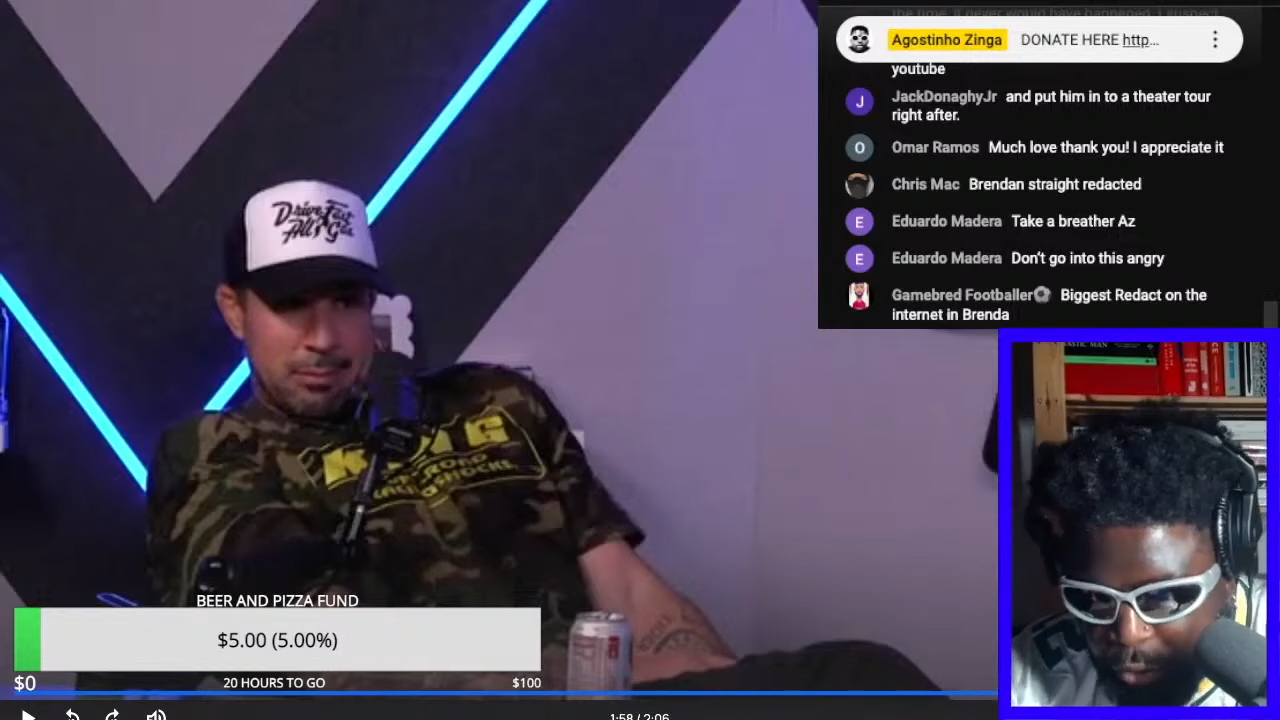 Agostinho Zinga DONATE HERE http...
youtube
JackDonaghyJr and put him in to a theater tour
right after.
Omar Ramos Much love thank you! I appreciate it
Chris Mac Brendan straight redacted
Eduardo Madera Take a breather Az
Eduardo Madera Don't go into this angry
Gamebred Footballer⚽ Biggest Redact on the
internet in Brenda
Drive Fast
BEER AND PIZZA FUND
$5.00 (5.00%)
$0
20 HOURS TO GO
$100
1:58 / 2:06